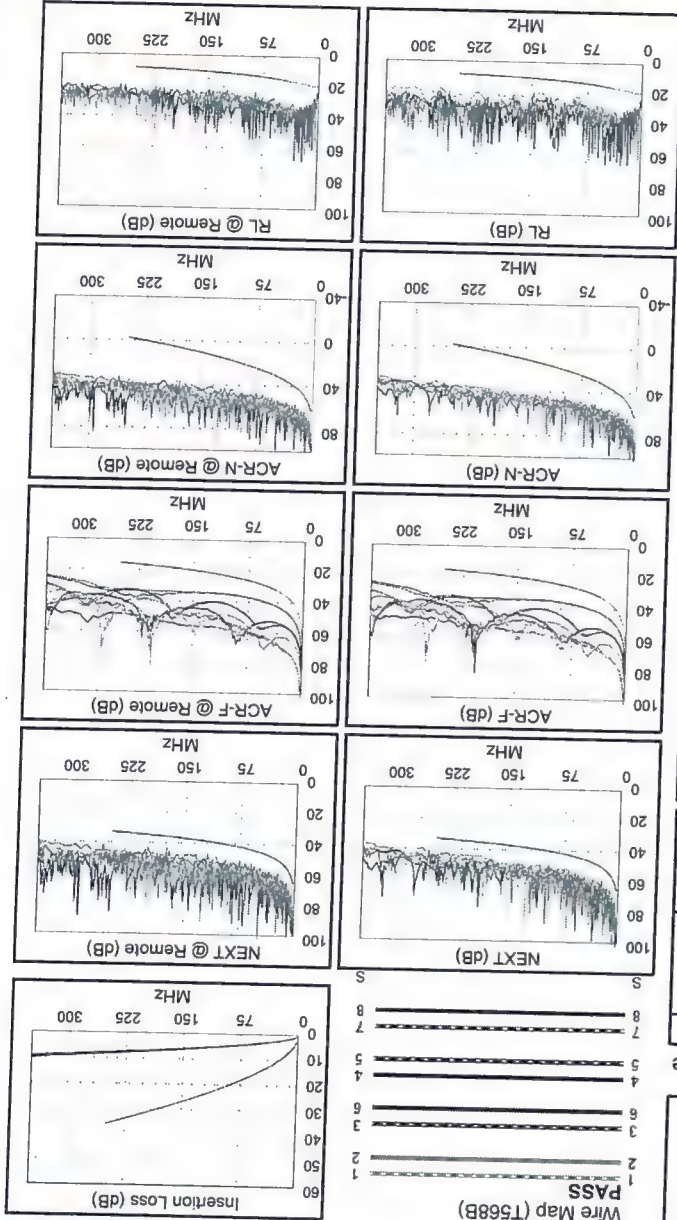 Wire Map (T568B)
PASS
1 1
2 2
3 3
6 6
4 4
5 5
7 7
8 8
S S
Insertion Loss (dB)
60
50
40
30
20
10
0
0 75 150 225 300
MHz
NEXT (dB)
100
80
60
40
20
0
0 75 150 225 300
MHz
NEXT @ Remote (dB)
100
80
60
40
20
0
0 75 150 225 300
MHz
ACR-F (dB)
100
80
60
40
20
0
0 75 150 225 300
MHz
ACR-F @ Remote (dB)
100
80
60
40
20
0
0 75 150 225 300
MHz
ACR-N (dB)
80
40
0
-40
0 75 150 225 300
MHz
ACR-N @ Remote (dB)
80
40
0
-40
0 75 150 225 300
MHz
RL (dB)
100
80
60
40
20
0
0 75 150 225 300
MHz
RL @ Remote (dB)
100
80
60
40
20
0
0 75 150 225 300
MHz